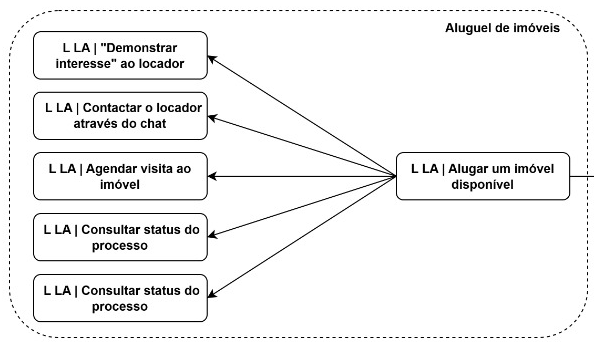 Aluguel de imóveis
L LA | "Demonstrar
interesse" ao locador
L LA | Contactar o locador
através do chat
L LA | Agendar visita ao
imóvel
L LA | Alugar um imóvel
disponível
L LA | Consultar status do
processo
L LA | Consultar status do
processo